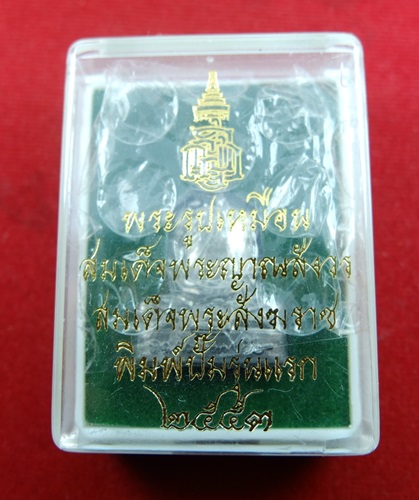 พระรูปเหมือน
สมเด็จพระญาณสังวร
สมเด็จพระสังฆราช
พิมพ์ปั๊มรุ่นแรก
๒๕๕๓